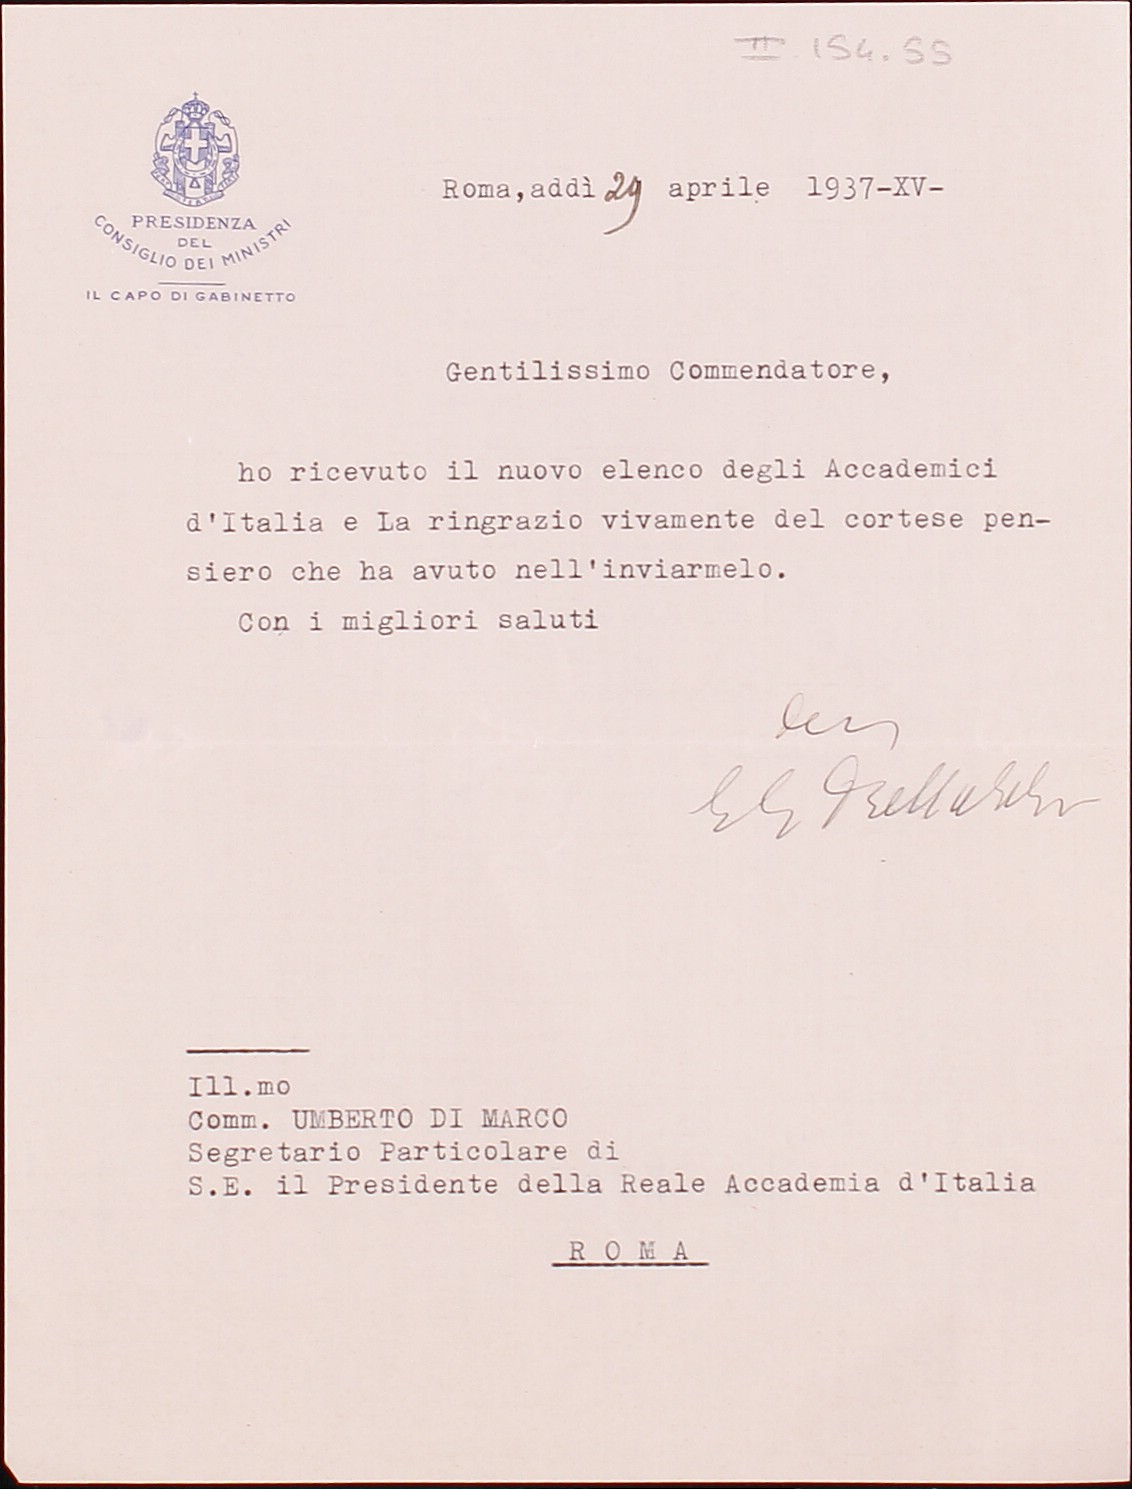 II. 154.55
PRESIDENZA
DEL
CONSIGLIO DEI MINISTRI
IL CAPO DI GABINETTO
Roma, addì 29 aprile 1937-XV-
Gentilissimo Commendatore,
ho ricevuto il nuovo elenco degli Accademici
d'Italia e La ringrazio vivamente del cortese pen-
siero che ha avuto nell'inviarmelo.
Con i migliori saluti
Ill.mo
Comm. UMBERTO DI MARCO
Segretario Particolare di
S.E. il Presidente della Reale Accademia d'Italia
R O M A